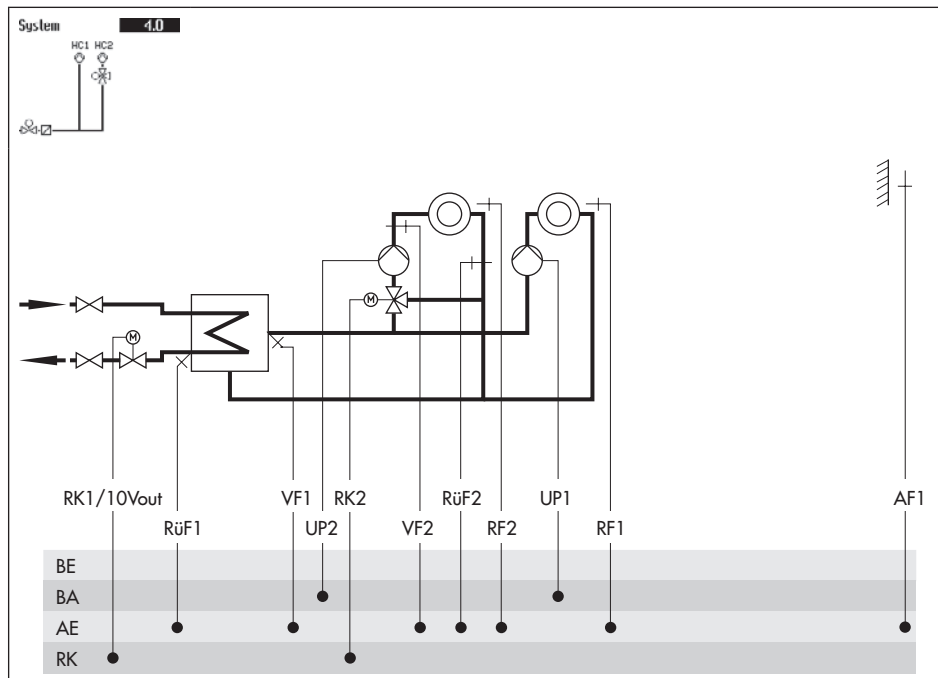 System 4.0
HC1 HC2
M
M
RK1/10Vout VF1 RK2 RüF2 UP1 AF1
RüF1 UP2 VF2 RF2 RF1
BE
BA
AE
RK